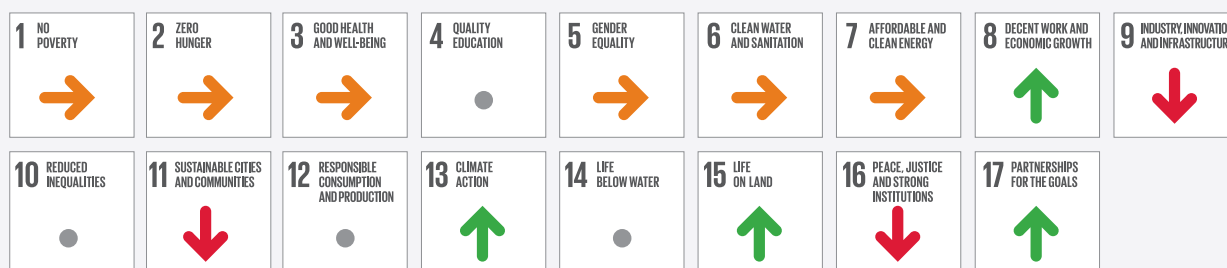 1 NO
POVERTY
2 ZERO
HUNGER
3 GOOD HEALTH
AND WELL-BEING
4 QUALITY
EDUCATION
5 GENDER
EQUALITY
6 CLEAN WATER
AND SANITATION
7 AFFORDABLE AND
CLEAN ENERGY
8 DECENT WORK AND
ECONOMIC GROWTH
9 INDUSTRY, INNOVATIO
AND INFRASTRUCTUR
10 REDUCED
INEQUALITIES
11 SUSTAINABLE CITIES
AND COMMUNITIES
12 RESPONSIBLE
CONSUMPTION
AND PRODUCTION
13 CLIMATE
ACTION
14 LIFE
BELOW WATER
15 LIFE
ON LAND
16 PEACE, JUSTICE
AND STRONG
INSTITUTIONS
17 PARTNERSHIPS
FOR THE GOALS